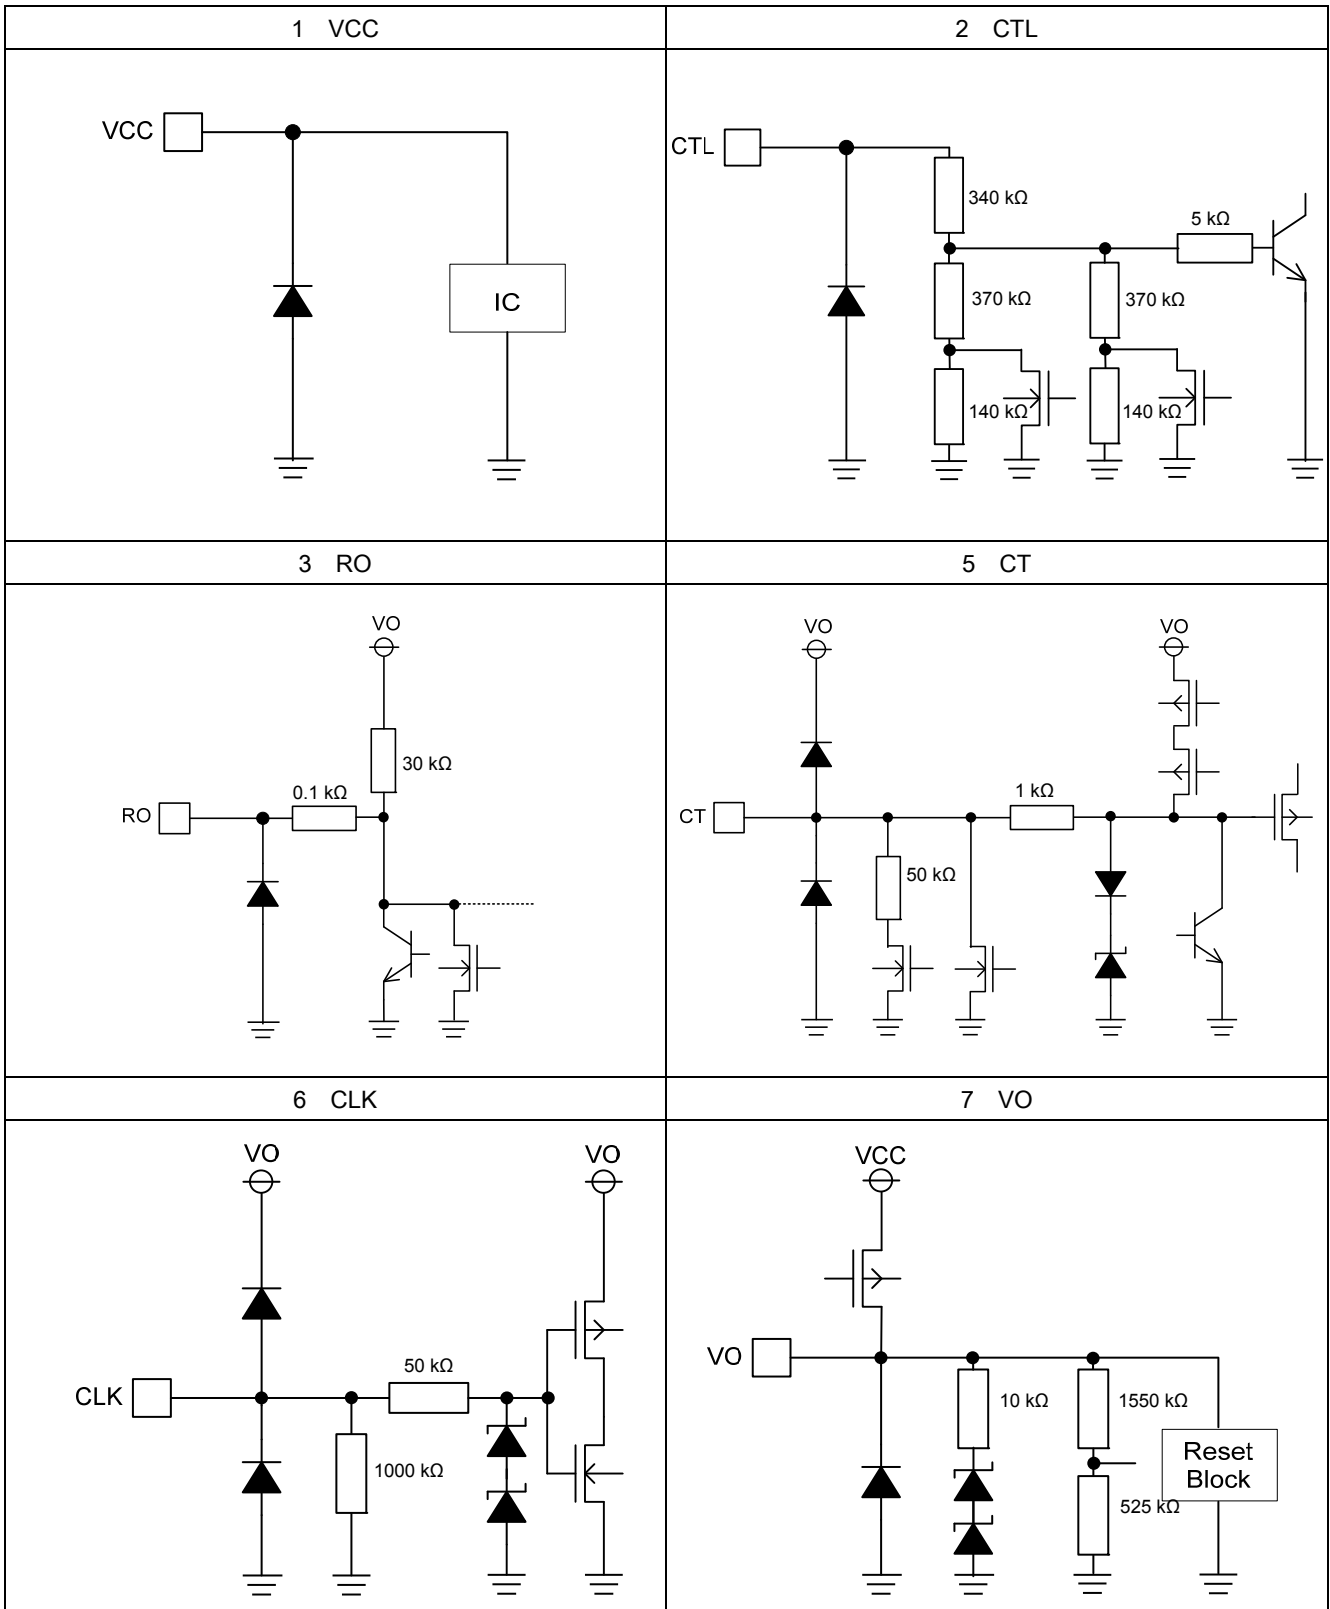 1 VCC
2 CTL
VCC
IC
CTL
340 kΩ
5 kΩ
370 kΩ
370 kΩ
140 kΩ
140 kΩ
3 RO
5 CT
VO
30 kΩ
0.1 kΩ
RO
VO
VO
1 kΩ
CT
50 kΩ
6 CLK
7 VO
VO
VO
50 kΩ
CLK
1000 kΩ
VCC
VO
10 kΩ
1550 kΩ
Reset
Block
525 kΩ